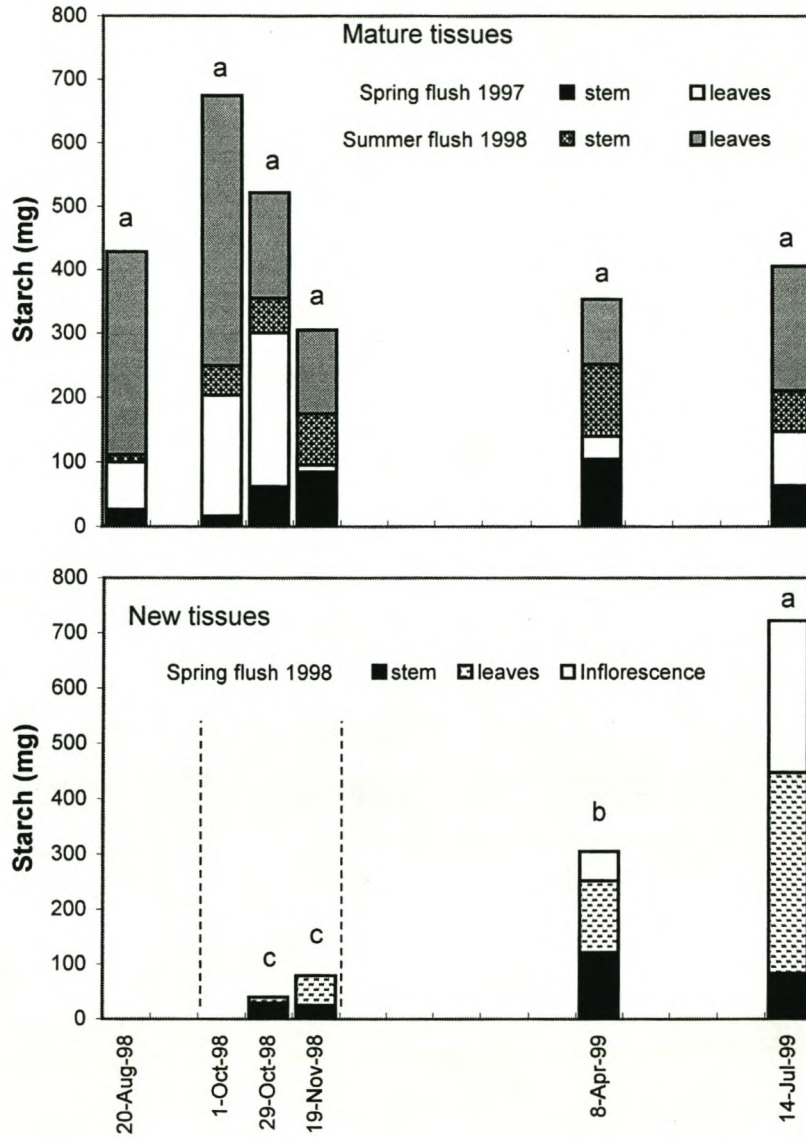 Mature tissues
Spring flush 1997 stem leaves
Summer flush 1998 stem leaves
Starch (mg)
800
700
600
500
400
300
200
100
0
a
a
a
a
a
a
New tissues
Spring flush 1998 stem leaves Inflorescence
Starch (mg)
800
700
600
500
400
300
200
100
0
c
c
b
a
20-Aug-98
1-Oct-98
29-Oct-98
19-Nov-98
8-Apr-99
14-Jul-99